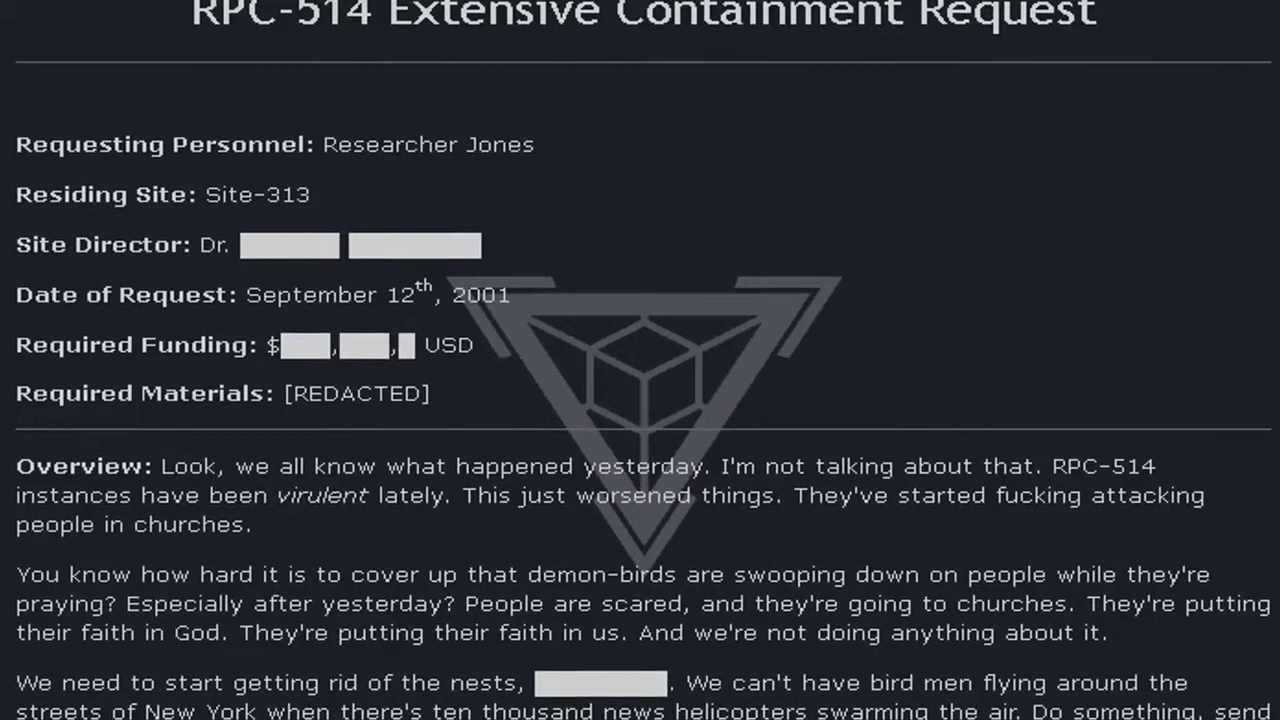 RPC-514 Extensive Containment Request
Requesting Personnel: Researcher Jones
Residing Site: Site-313
Site Director: Dr.
Date of Request: September 12th, 2001
Required Funding: $ , , USD
Required Materials: [REDACTED]
Overview: Look, we all know what happened yesterday. I'm not talking about that. RPC-514
instances have been virulent lately. This just worsened things. They've started fucking attacking
people in churches.
You know how hard it is to cover up that demon-birds are swooping down on people while they're
praying? Especially after yesterday? People are scared, and they're going to churches. They're putting
their faith in God. They're putting their faith in us. And we're not doing anything about it.
We need to start getting rid of the nests, . We can't have bird men flying around the
streets of New York when there's ten thousand news helicopters swarming the air. Do something, send